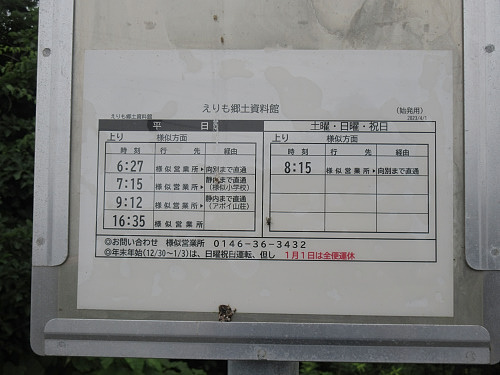 えりも郷土資料館
(始発用)
えりも郷土資料館
2023/4/1
平 日
土曜・日曜・祝日
上り 様似方面
上り 様似方面
時刻 行先 経由
時刻 行先 経由
6:27 様似営業所▶向別まで直通
8:15 様似営業所▶向別まで直通
7:15 様似営業所▶静内まで直通(様似小学校)
9:12 様似営業所▶静内まで直通(アポイ山荘)
16:35 様似営業所
◎お問い合わせ 様似営業所 0146-36-3432
◎年末年始(12/30~1/3)は、日曜祝日運転、但し 1月1日は全便運休